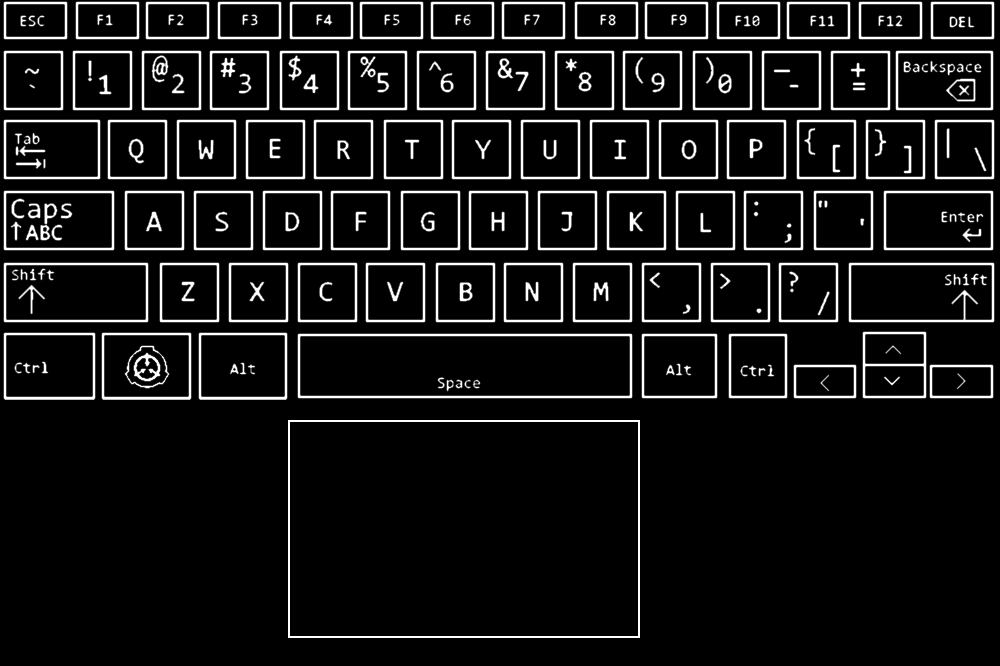 ESC F1 F2 F3 F4 F5 F6 F7 F8 F9 F10 F11 F12 DEL
~ ` ! 1 @ 2 # 3 $ 4 % 5 ^ 6 & 7 * 8 ( 9 ) 0 — - + = Backspace
Tab Q W E R T Y U I O P { [ } ] | \
Caps A S D F G H J K L : ; " ' Enter
↑ABC
Shift Z X C V B N M < , > . ? / Shift
Ctrl Alt Space Alt Ctrl